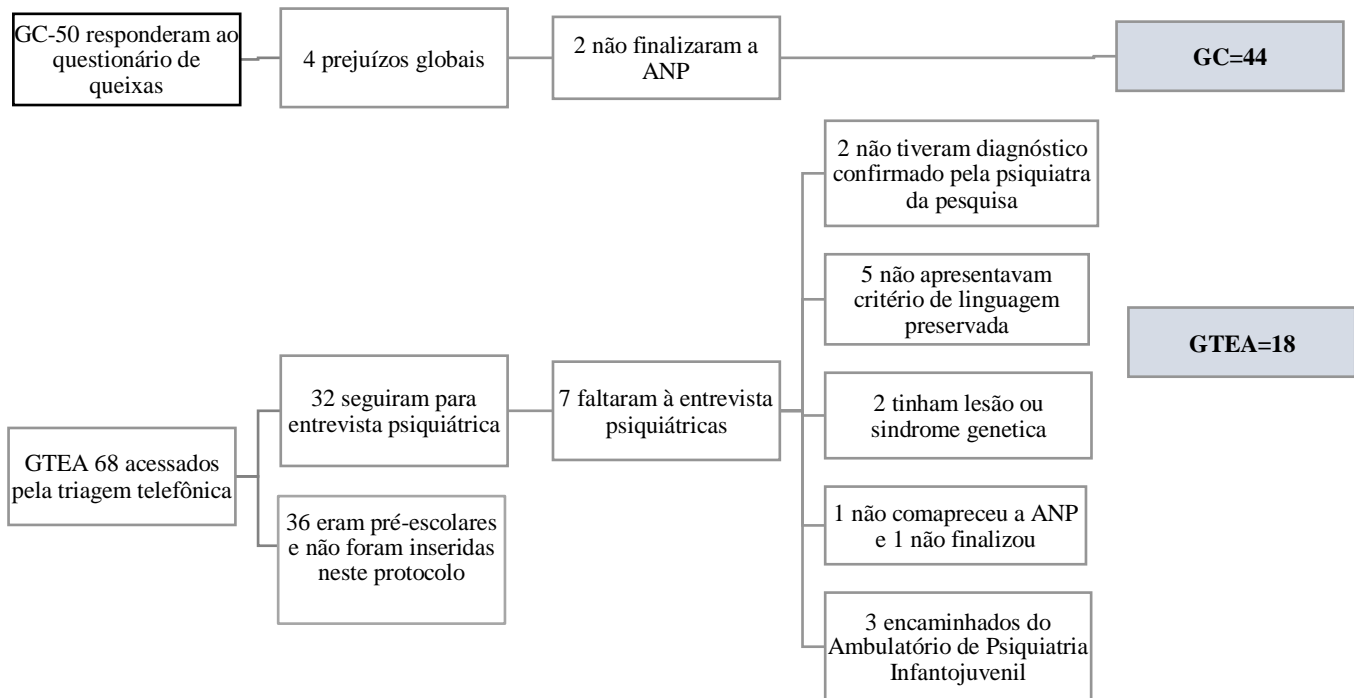 GC-50 responderam ao
questionário de
queixas
4 prejuízos globais
2 não finalizaram a
ANP
GC=44
2 não tiveram diagnóstico
confirmado pela psiquiatra
da pesquisa
5 não apresentavam
critério de linguagem
preservada
GTEA=18
32 seguiram para
entrevista psiquiátrica
7 faltaram à entrevista
psiquiátricas
2 tinham lesão ou
sindrome genetica
GTEA 68 acessados
pela triagem telefônica
36 eram pré-escolares
e não foram inseridas
neste protocolo
1 não comapreceu a ANP
e 1 não finalizou
3 encaminhados do
Ambulatório de Psiquiatria
Infantojuvenil